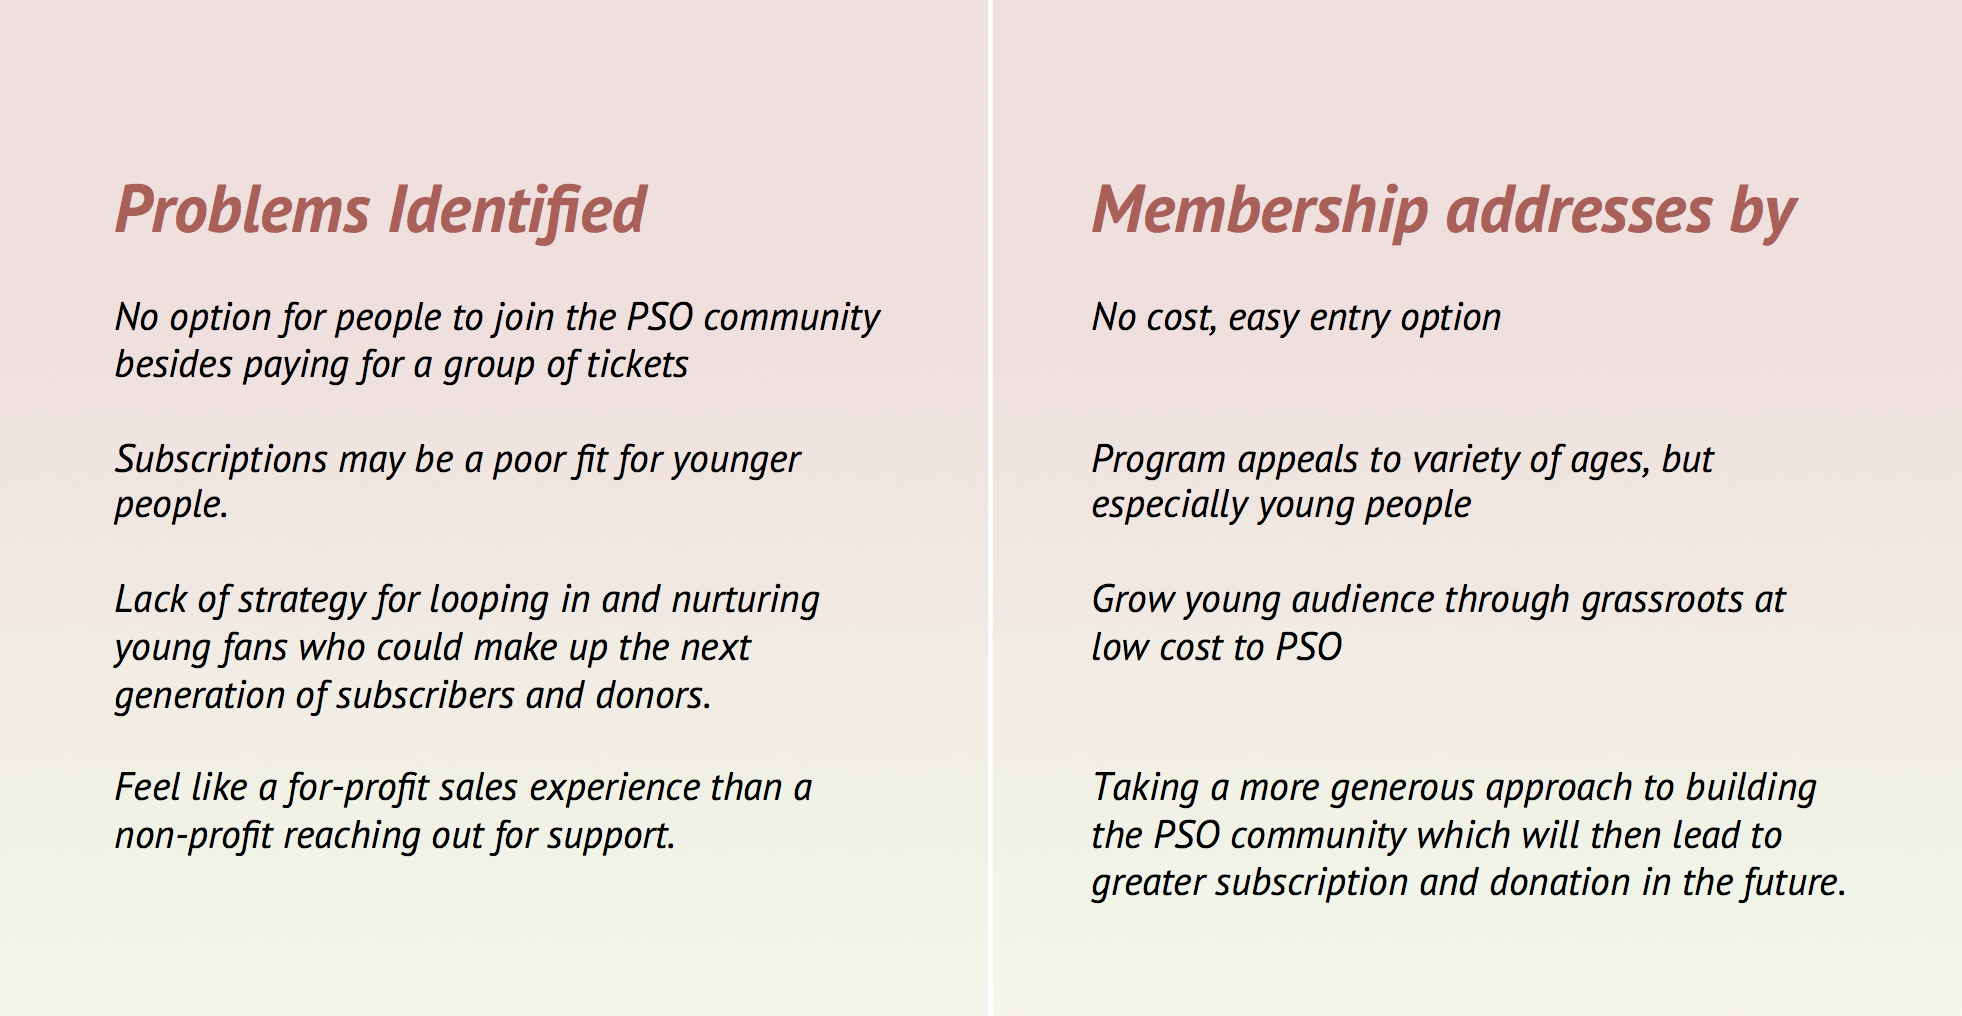 Problems Identified
No option for people to join the PSO community
besides paying for a group of tickets
Subscriptions may be a poor fit for younger
people.
Lack of strategy for looping in and nurturing
young fans who could make up the next
generation of subscribers and donors.
Feel like a for-profit sales experience than a
non-profit reaching out for support.
Membership addresses by
No cost, easy entry option
Program appeals to variety of ages, but
especially young people
Grow young audience through grassroots at
low cost to PSO
Taking a more generous approach to building
the PSO community which will then lead to
greater subscription and donation in the future.